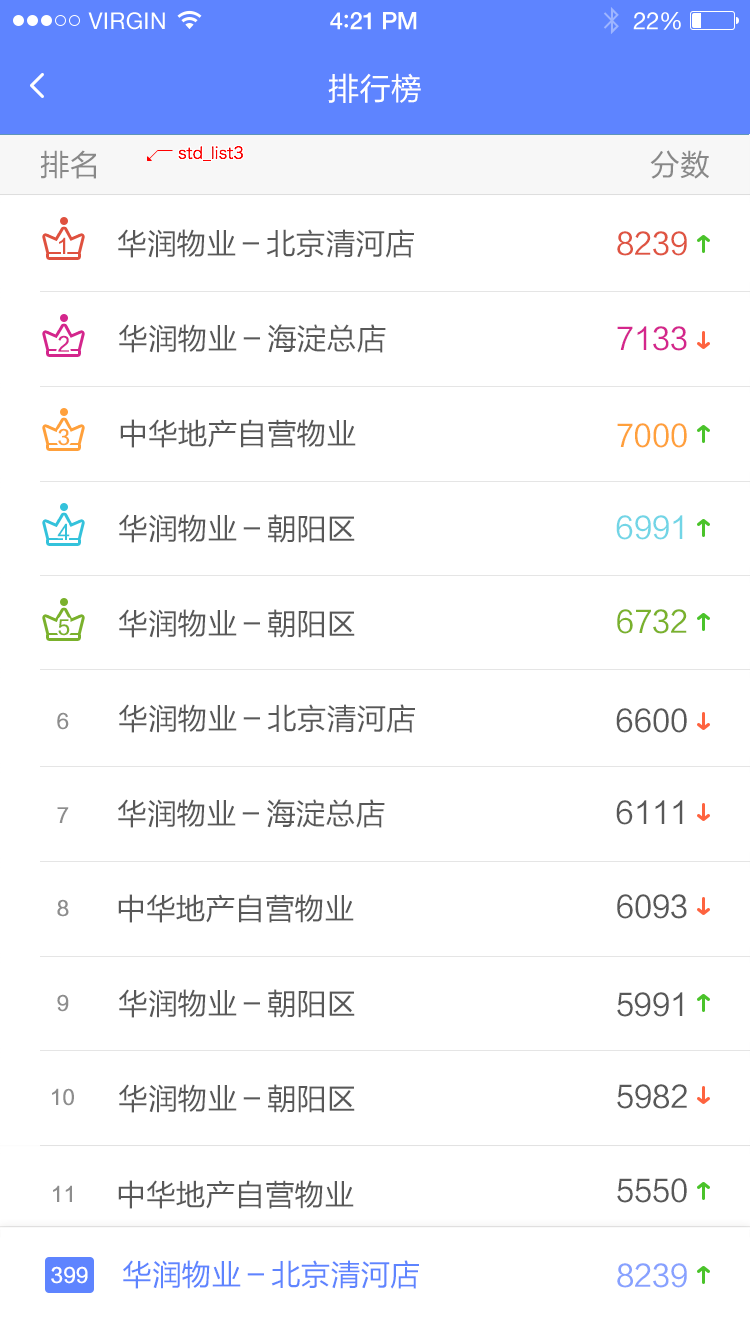 VIRGIN 4:21 PM 22%
排行榜
排名 std_list3 分数
1 华润物业－北京清河店 8239
2 华润物业－海淀总店 7133
3 中华地产自营物业 7000
4 华润物业－朝阳区 6991
5 华润物业－朝阳区 6732
6 华润物业－北京清河店 6600
7 华润物业－海淀总店 6111
8 中华地产自营物业 6093
9 华润物业－朝阳区 5991
10 华润物业－朝阳区 5982
11 中华地产自营物业 5550
399 华润物业－北京清河店 8239